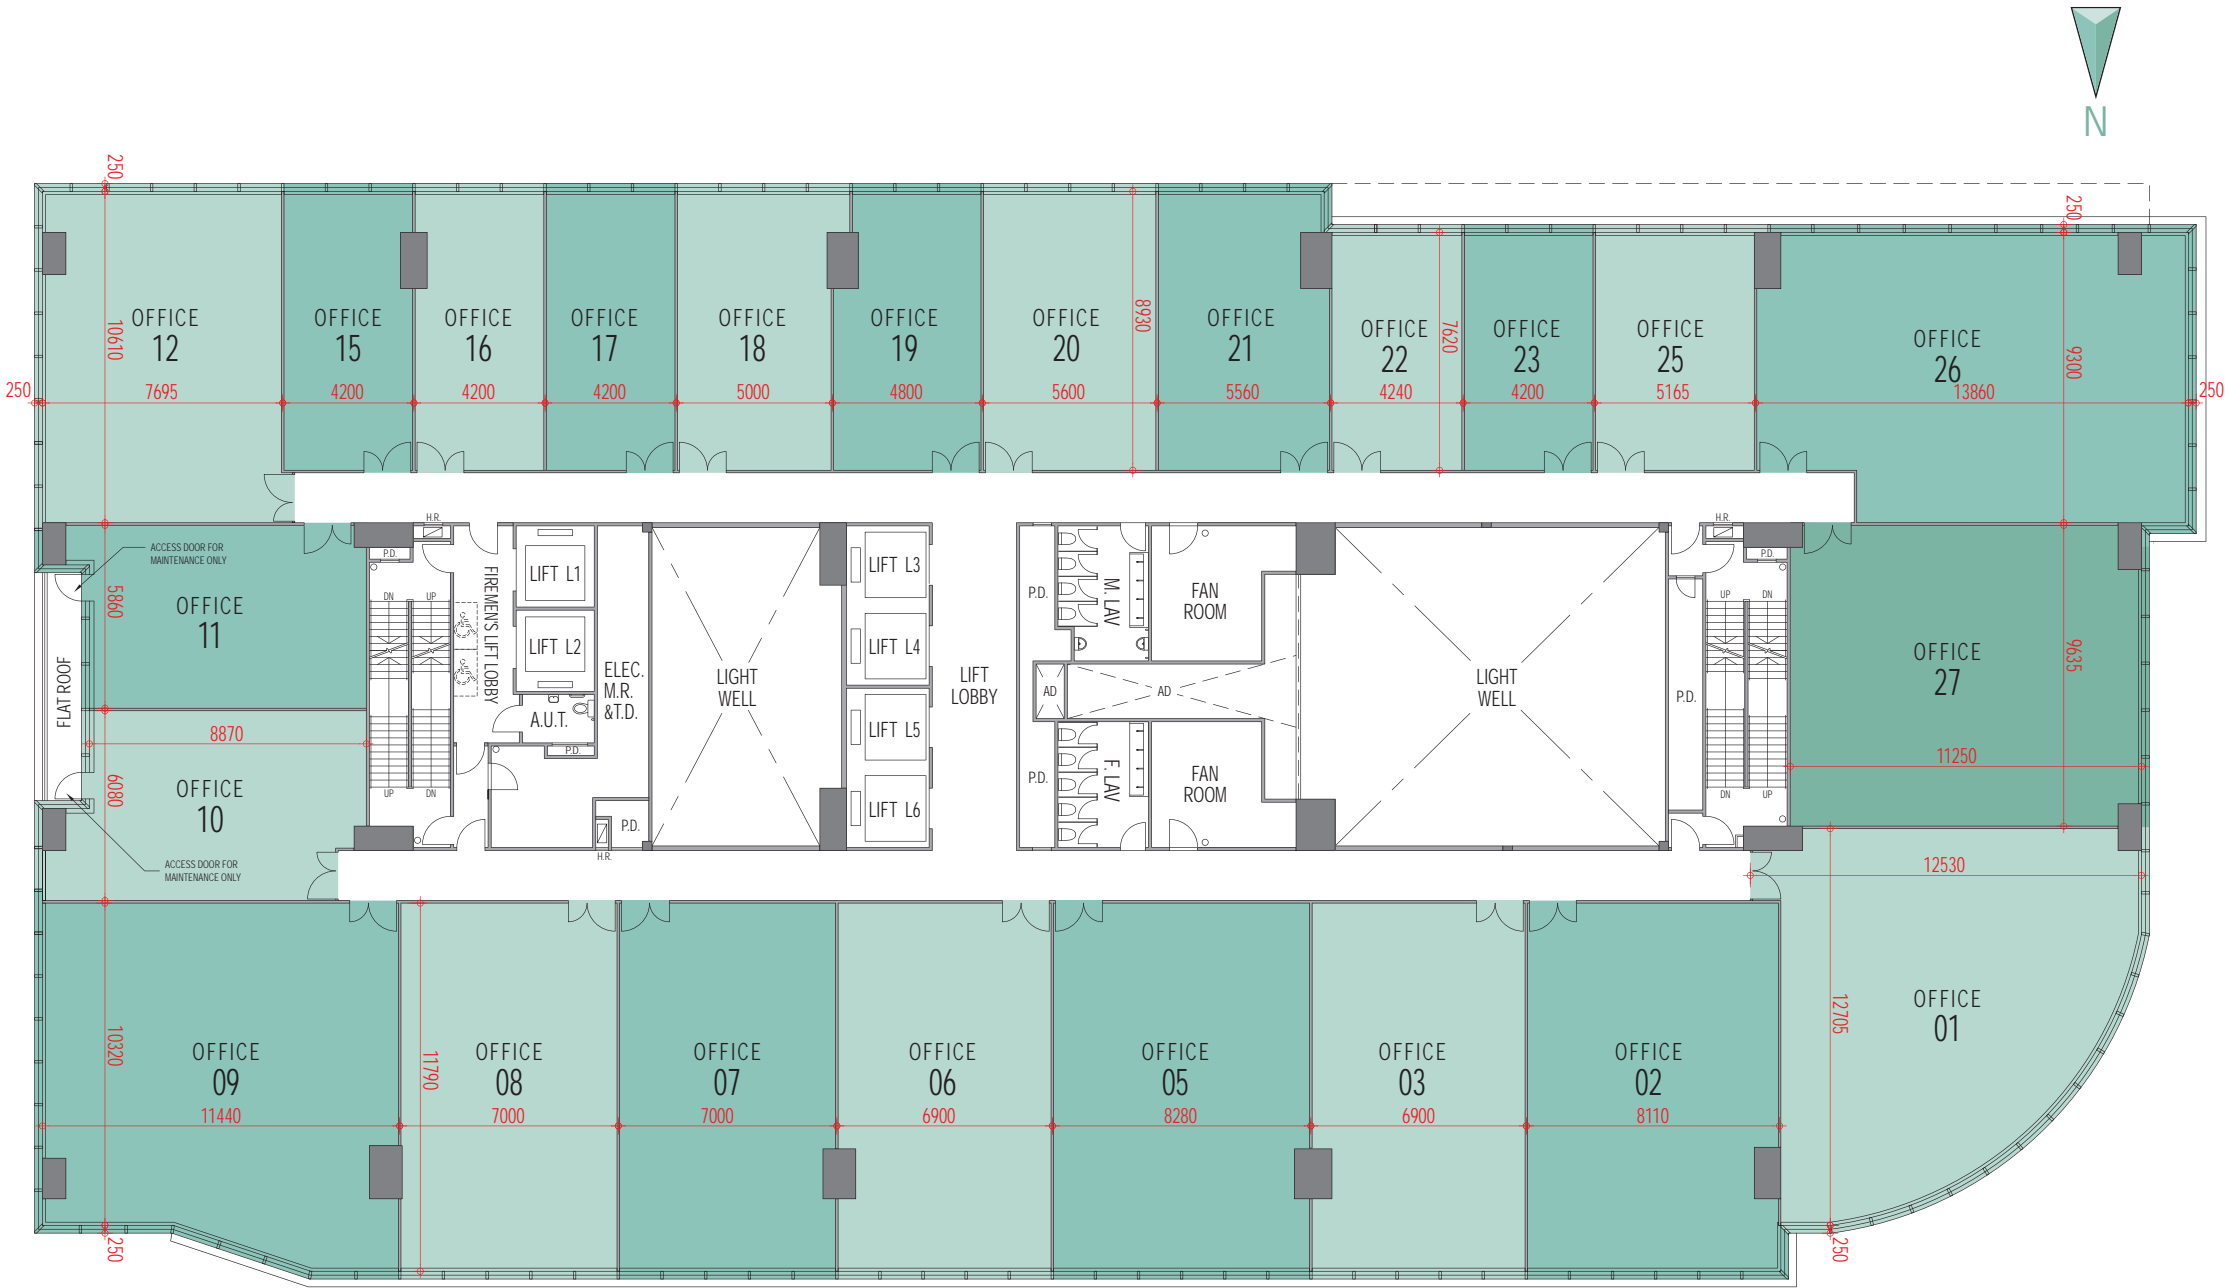 N
250
250
OFFICE
12
OFFICE
15
OFFICE
16
OFFICE
17
OFFICE
18
OFFICE
19
OFFICE
20
OFFICE
21
OFFICE
22
OFFICE
23
OFFICE
25
OFFICE
26
10610
8930
7620
9300
250
7695
4200
4200
4200
5000
4800
5600
5560
4240
4200
5165
13860
250
H.R.
H.R.
ACCESS DOOR FOR
MAINTENANCE ONLY
P.D.
P.D.
5860
OFFICE
11
DN
UP
FIREMEN'S LIFT LOBBY
LIFT L1
LIFT L2
ELEC.
M.R.
&T.D.
LIGHT
WELL
LIFT L3
LIFT L4
LIFT L5
LIFT L6
LIFT
LOBBY
P.D.
M. LAV
FAN
ROOM
AD
AD
LIGHT
WELL
P.D.
UP
DN
OFFICE
27
9635
11250
FLAT ROOF
A.U.T.
P.D.
8870
6080
OFFICE
10
UP
DN
P.D.
H.R.
P.D.
F. LAV
FAN
ROOM
DN
UP
ACCESS DOOR FOR
MAINTENANCE ONLY
12530
OFFICE
01
12705
10320
OFFICE
09
11790
OFFICE
08
OFFICE
07
OFFICE
06
OFFICE
05
OFFICE
03
OFFICE
02
11440
7000
7000
6900
8280
6900
8110
250
250